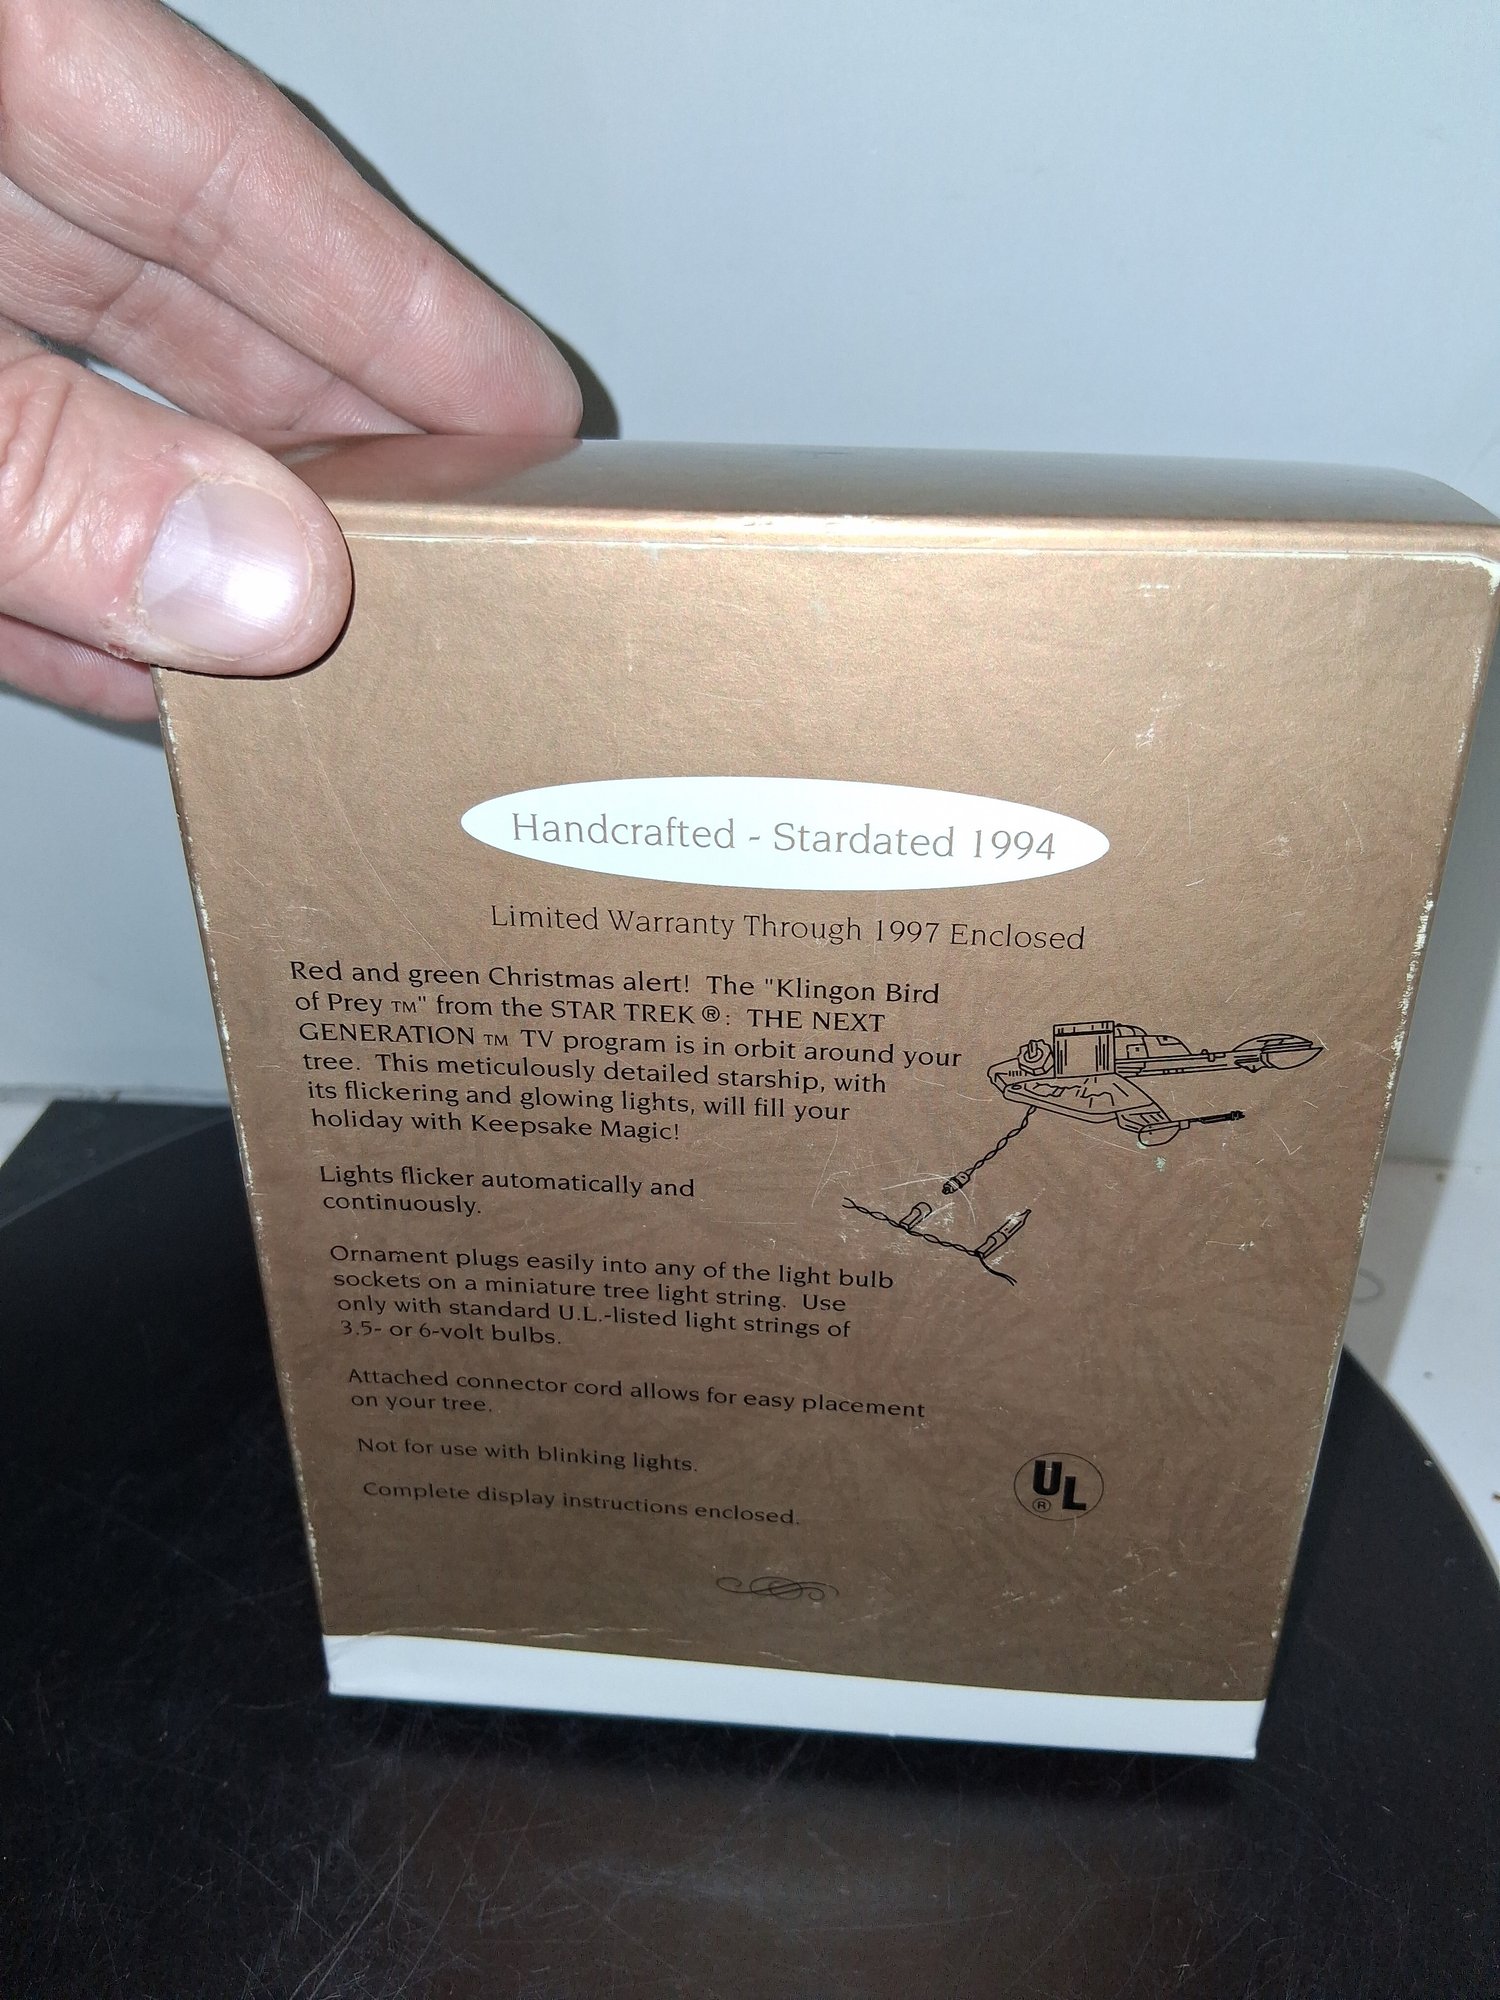 Handcrafted - Stardated 1994
Limited Warranty Through 1997 Enclosed
Red and green Christmas alert! The "Klingon Bird
of Prey ™" from the STAR TREK ®: THE NEXT
GENERATION ™ TV program is in orbit around your
tree. This meticulously detailed starship, with
its flickering and glowing lights, will fill your
holiday with Keepsake Magic!
Lights flicker automatically and
continuously.
Ornament plugs easily into any of the light bulb
sockets on a miniature tree light string. Use
only with standard U.L.-listed light strings of
3.5- or 6-volt bulbs.
Attached connector cord allows for easy placement
on your tree.
Not for use with blinking lights.
Complete display instructions enclosed.
UL ®